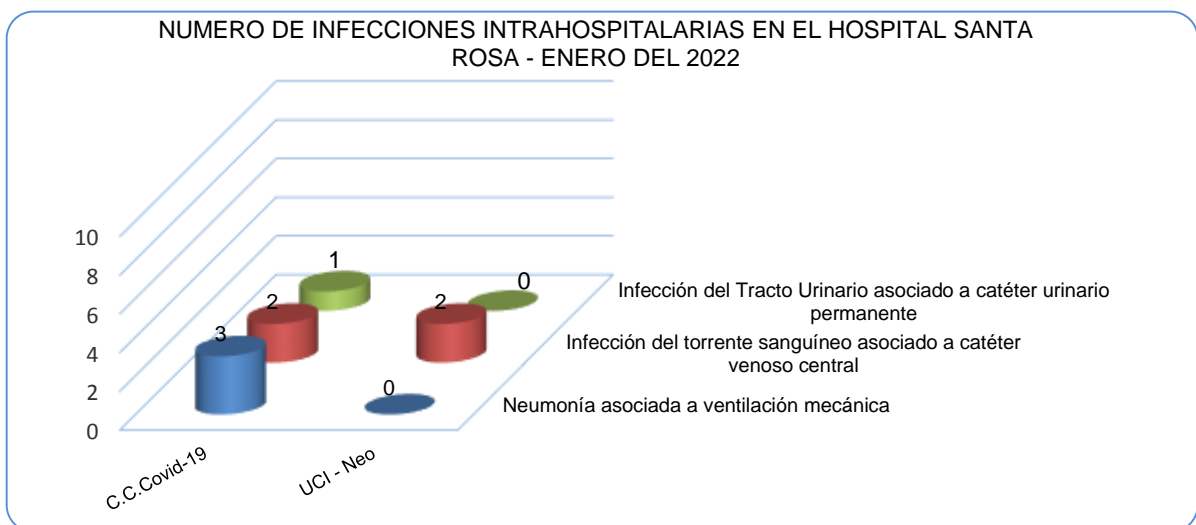 NUMERO DE INFECCIONES INTRAHOSPITALARIAS EN EL HOSPITAL SANTA
ROSA - ENERO DEL 2022
10
8
6
4
2
0
1
0
2
2
3
0
Infección del Tracto Urinario asociado a catéter urinario
permanente
Infección del torrente sanguíneo asociado a catéter
venoso central
Neumonía asociada a ventilación mecánica
C.C.Covid-19
UCI - Neo